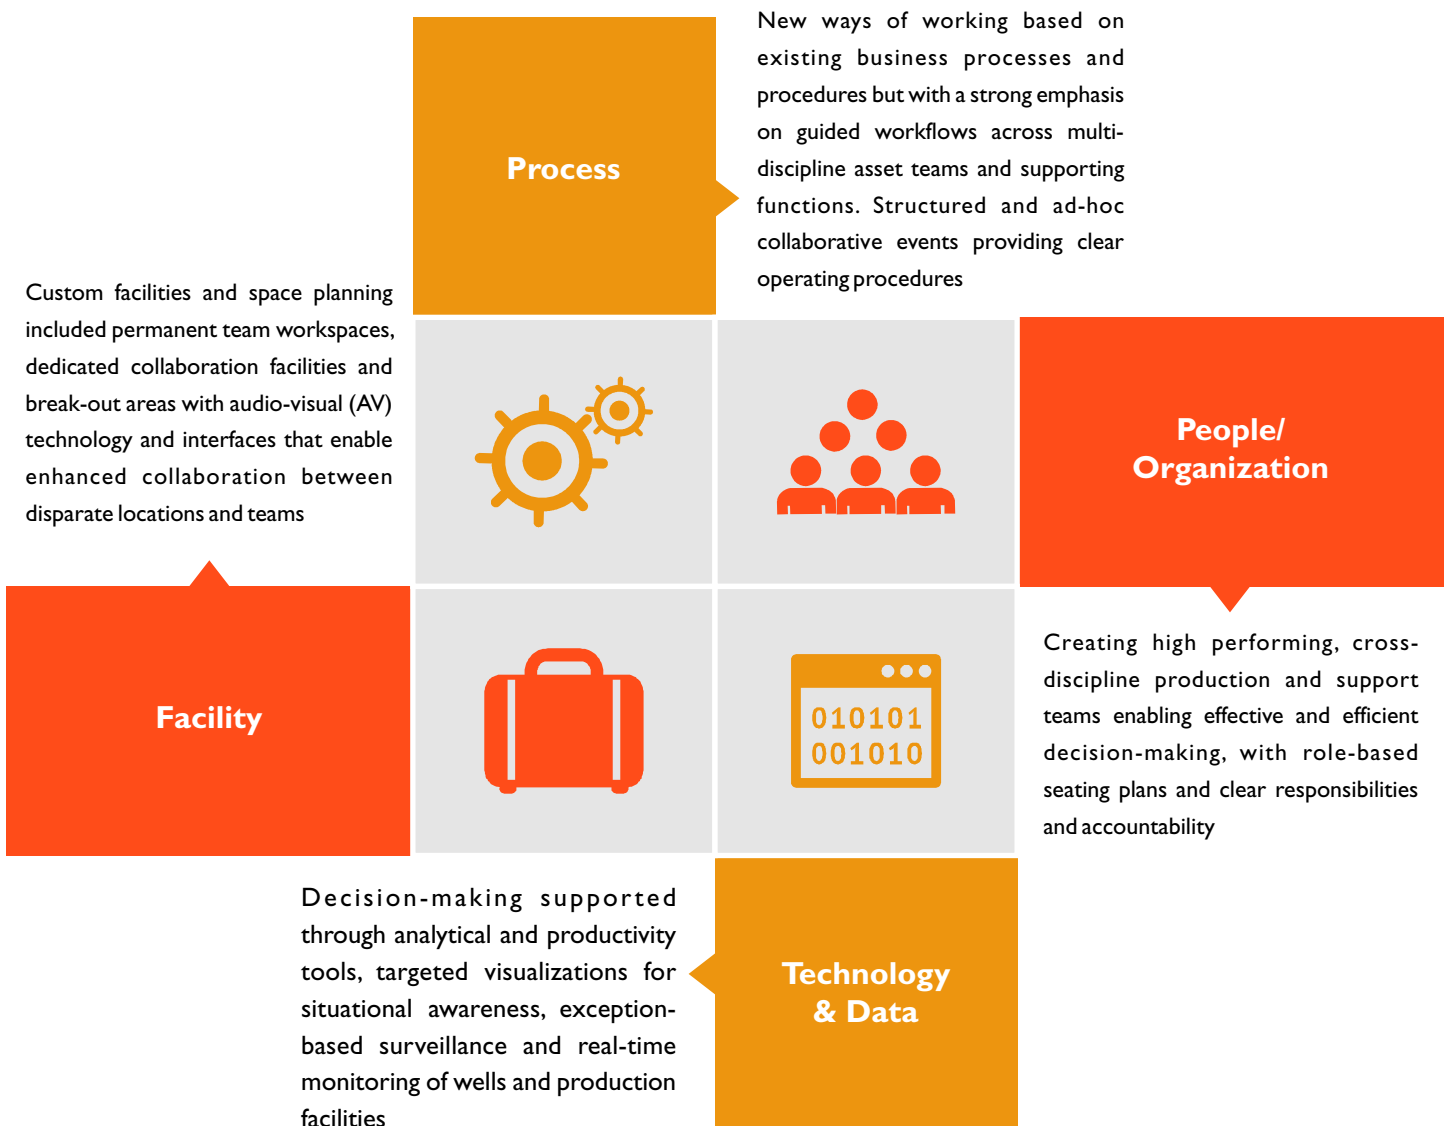 Process
New ways of working based on
existing business processes and
procedures but with a strong emphasis
on guided workflows across multi-
discipline asset teams and supporting
functions. Structured and ad-hoc
collaborative events providing clear
operating procedures
Custom facilities and space planning
included permanent team workspaces,
dedicated collaboration facilities and
break-out areas with audio-visual (AV)
technology and interfaces that enable
enhanced collaboration between
disparate locations and teams
People/
Organization
Facility
010101
001010
Creating high performing, cross-
discipline production and support
teams enabling effective and efficient
decision-making, with role-based
seating plans and clear responsibilities
and accountability
Decision-making supported
through analytical and productivity
tools, targeted visualizations for
situational awareness, exception-
based surveillance and real-time
monitoring of wells and production
facilities
Technology
& Data